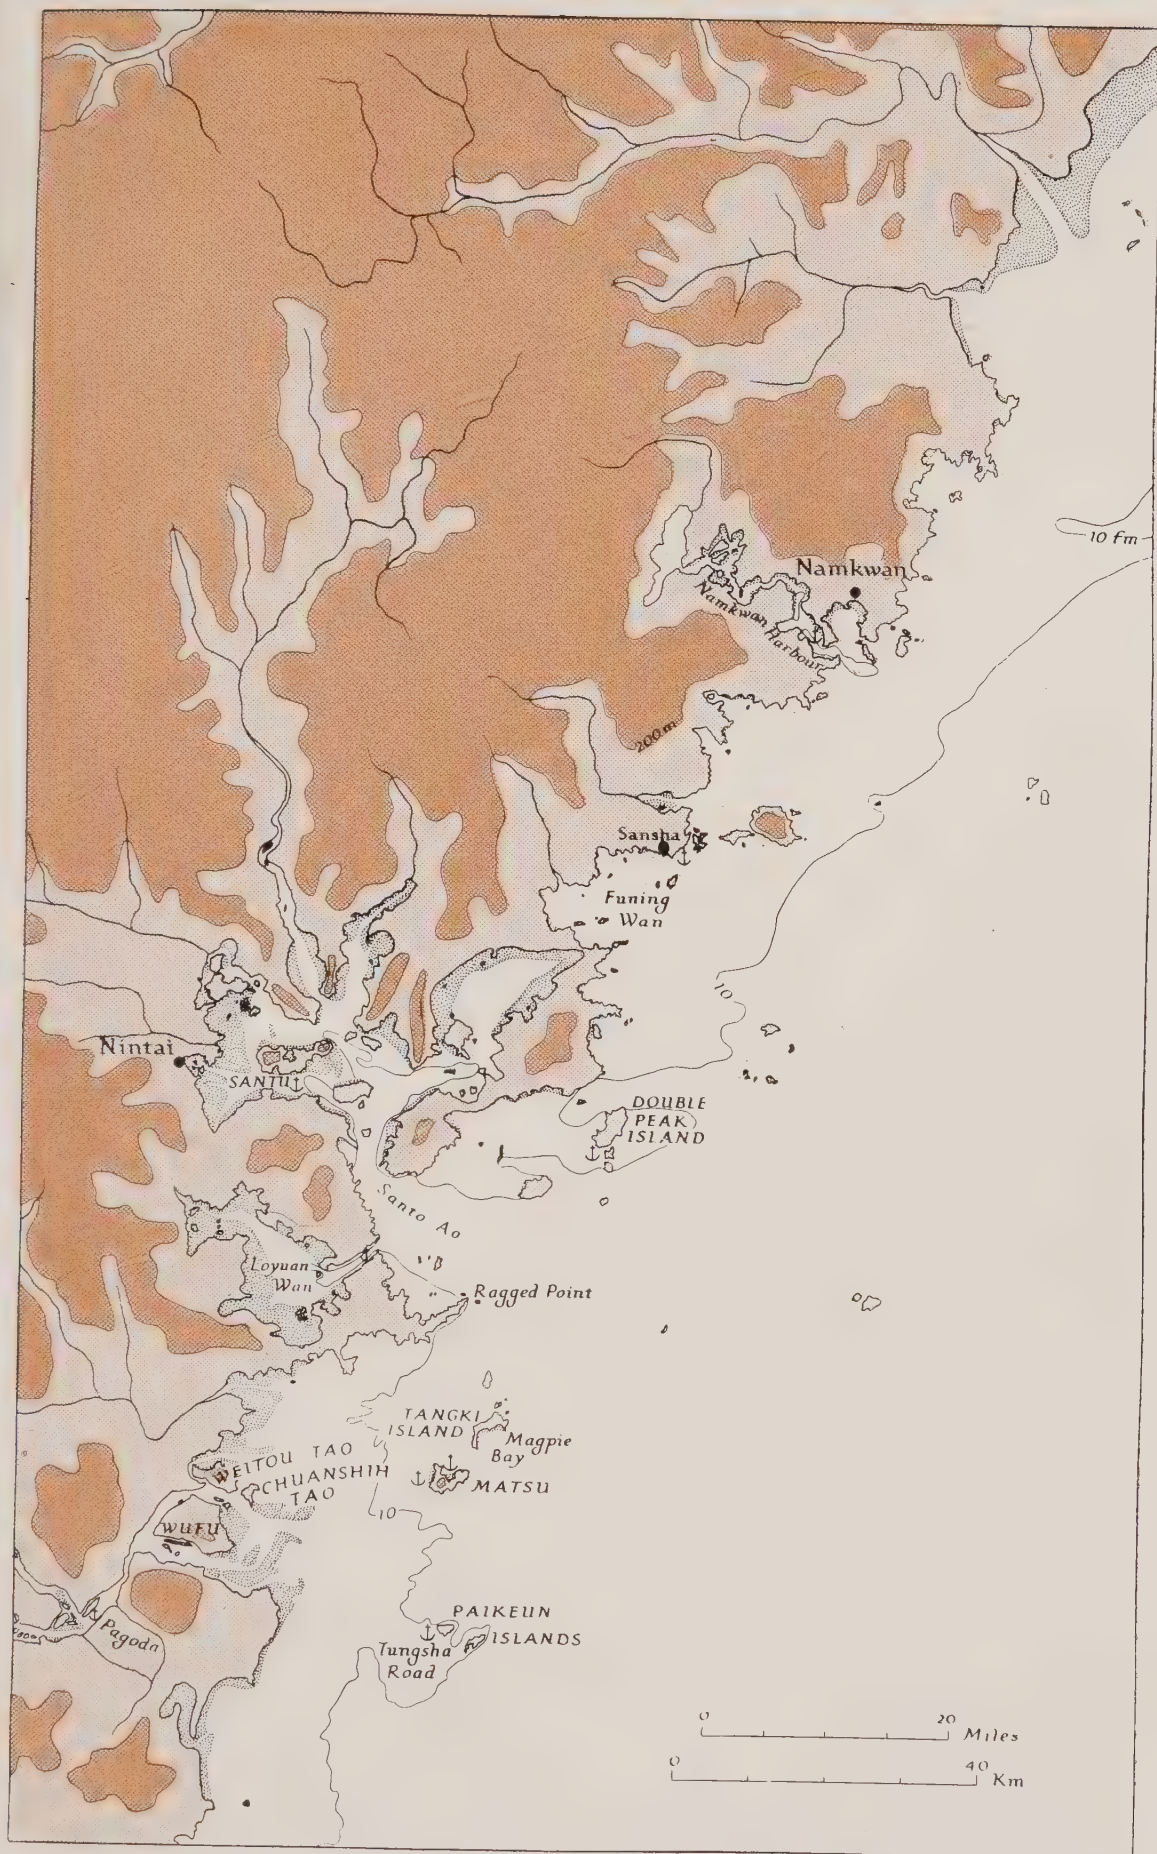 10 fm
Namkwan
Namkwan Harbour
200 m
Sansha
Funing
Wan
10
Nintai
SANTU
DOUBLE
PEAK
ISLAND
Santo Ao
Loyuan
Wan
Ragged Point
TANGKI
ISLAND
Magpie
Bay
WEITOU TAO
CHUANSHIH
TAO
MATSU
10
WUFU
PAIKEUN
ISLANDS
Pagoda
Tungsha
Road
0 20
Miles
0 40
Km